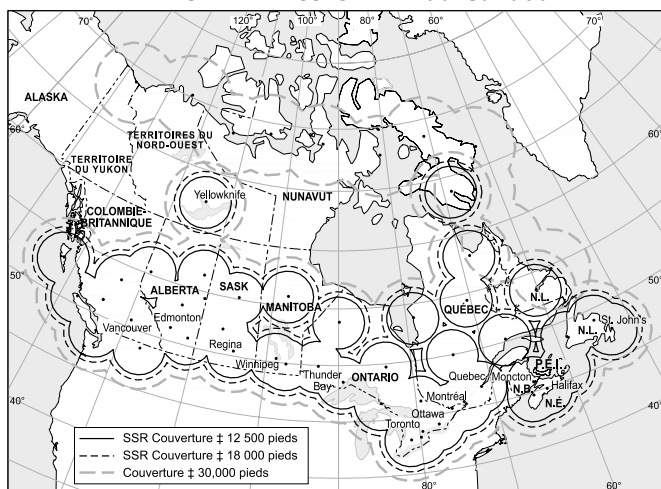 70°
120°
100°
80°
60°
70°
ALASKA
TERRITOIRES DU
NORD-OUEST
60°
TERRITOIRE
DU YUKON
Yellowknife
NUNAVUT
60°
COLOMBIE-
BRITANNIQUE
50°
ALBERTA
SASK
MANITOBA
QUÉBEC
N.L.
St. John's
N.L.
50°
Vancouver
Edmonton
Regina
Winnipeg
Thunder
Bay
ONTARIO
Quebec
Moncton
P.E.I.
N.B.
Halifax
N.É.
Montréal
Ottawa
Toronto
40°
40°
80°
60°
SSR Couverture ‡ 12 500 pieds
SSR Couverture ‡ 18 000 pieds
Couverture ‡ 30,000 pieds